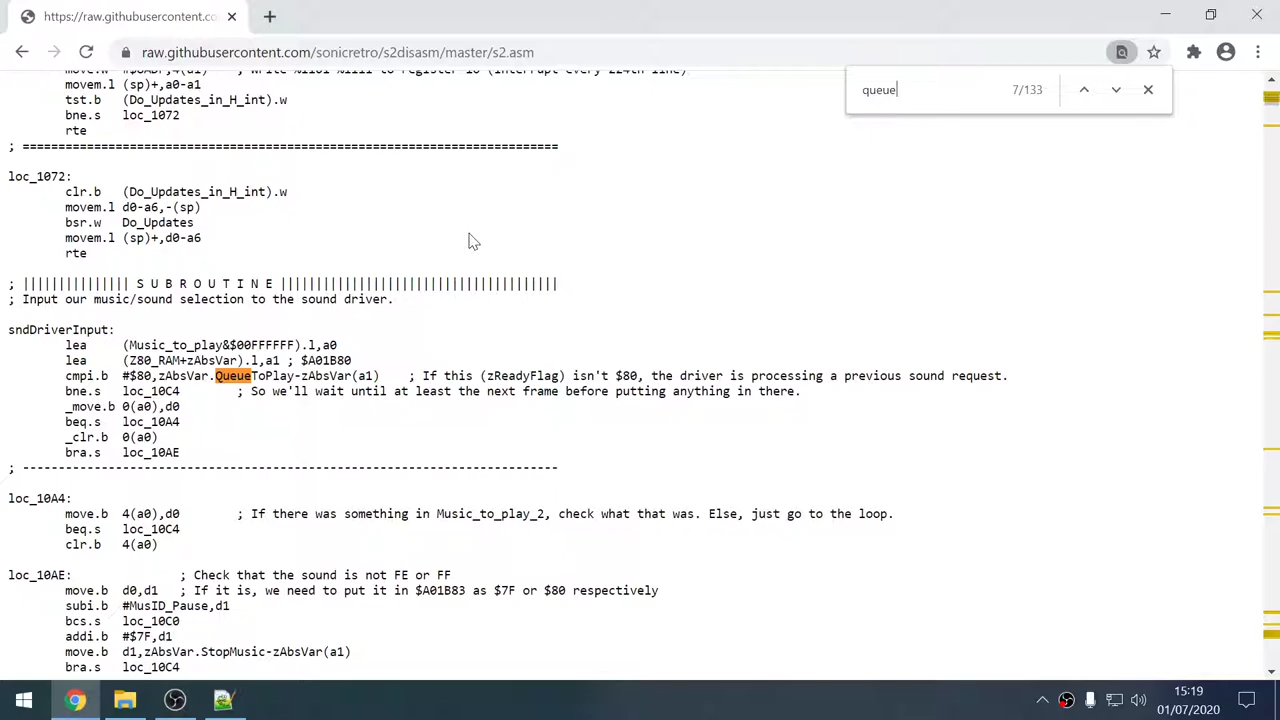 https://raw.githubusercontent.co
raw.githubusercontent.com/sonicretro/s2disasm/master/s2.asm
queue 7/133
movem.l (sp)+,a0-a1
tst.b (Do_Updates_in_H_int).w
bne.s loc_1072
rte
; ===========================================================================
loc_1072:
clr.b (Do_Updates_in_H_int).w
movem.l d0-a6,-(sp)
bsr.w Do_Updates
movem.l (sp)+,d0-a6
rte
; ||||||||||||||| S U B R O U T I N E |||||||||||||||||||||||||||||||||||||||
; Input our music/sound selection to the sound driver.
sndDriverInput:
lea (Music_to_play&$00FFFFFF).l,a0
lea (Z80_RAM+zAbsVar).l,a1 ; $A01B80
cmpi.b #$80,zAbsVar.QueueToPlay-zAbsVar(a1) ; If this (zReadyFlag) isn't $80, the driver is processing a previous sound request.
bne.s loc_10C4 ; So we'll wait until at least the next frame before putting anything in there.
_move.b 0(a0),d0
beq.s loc_10A4
_clr.b 0(a0)
bra.s loc_10AE
; ---------------------------------------------------------------------------
loc_10A4:
move.b 4(a0),d0 ; If there was something in Music_to_play_2, check what that was. Else, just go to the loop.
beq.s loc_10C4
clr.b 4(a0)
loc_10AE: ; Check that the sound is not FE or FF
move.b d0,d1 ; If it is, we need to put it in $A01B83 as $7F or $80 respectively
subi.b #MusID_Pause,d1
bcs.s loc_10C0
addi.b #$7F,d1
move.b d1,zAbsVar.StopMusic-zAbsVar(a1)
bra.s loc_10C4
15:19
01/07/2020